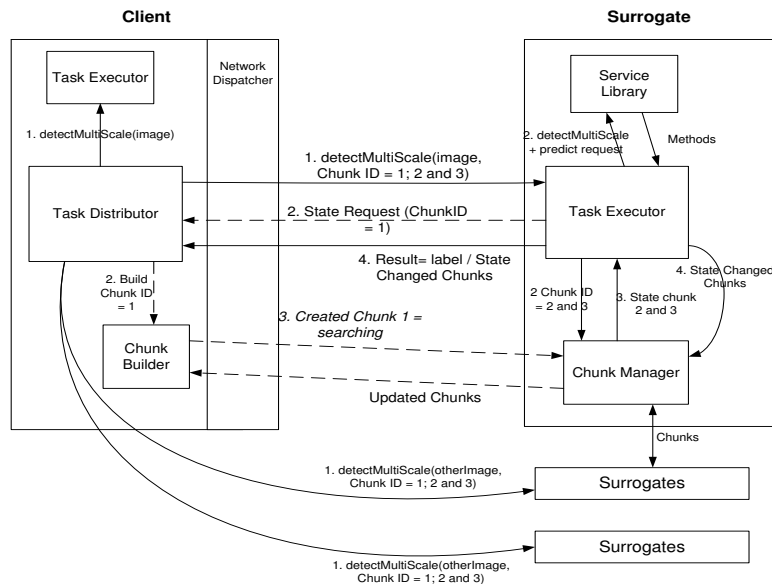 Client
Surrogate
Task Executor
Network
Dispatcher
Service
Library
1. detectMultiScale(image)
2. detectMultiScale
+ predict request
Methods
1. detectMultiScale(image,
Chunk ID = 1; 2 and 3)
Task Distributor
Task Executor
2. State Request (ChunkID
= 1)
4. Result= label / State
Changed Chunks
2. Build
Chunk ID
= 1
2 Chunk ID
= 2 and 3
3. State chunk
2 and 3
4. State Changed
Chunks
3. Created Chunk 1 =
searching
Chunk
Builder
Chunk Manager
Updated Chunks
Chunks
1. detectMultiScale(otherImage,
Chunk ID = 1; 2 and 3)
Surrogates
Surrogates
1. detectMultiScale(otherImage,
Chunk ID = 1; 2 and 3)